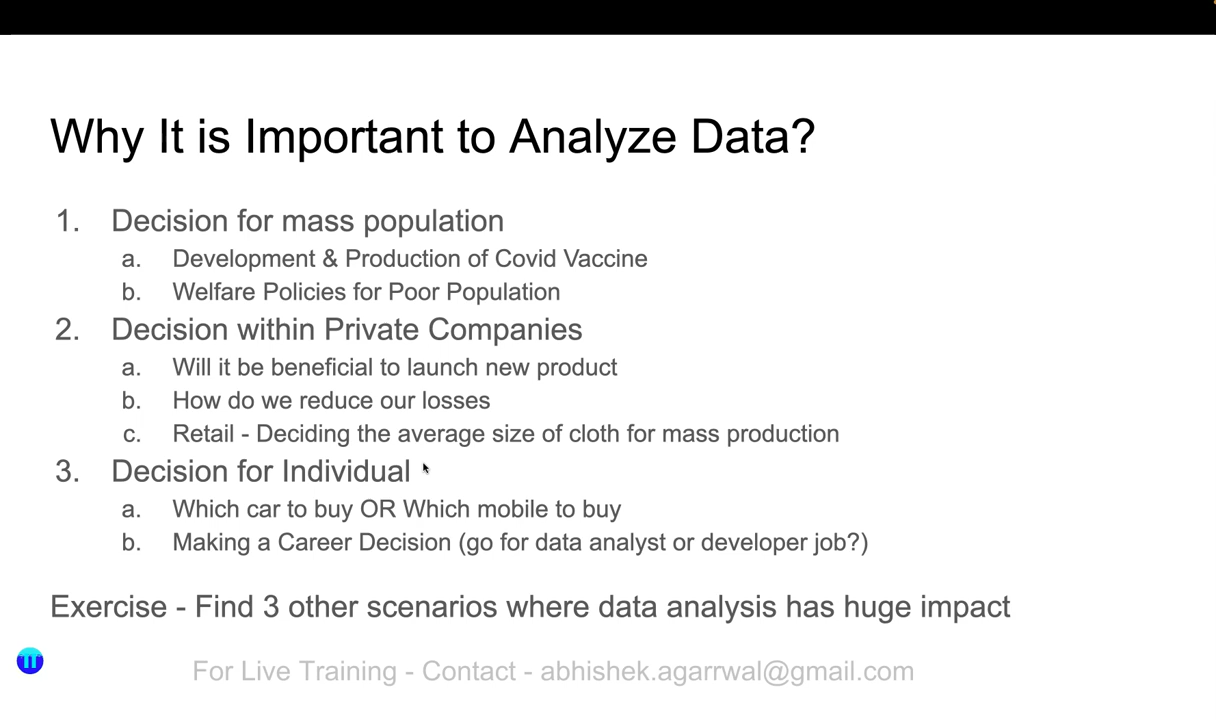 Why It is Important to Analyze Data?
1. Decision for mass population
a. Development & Production of Covid Vaccine
b. Welfare Policies for Poor Population
2. Decision within Private Companies
a. Will it be beneficial to launch new product
b. How do we reduce our losses
c. Retail - Deciding the average size of cloth for mass production
3. Decision for Individual
a. Which car to buy OR Which mobile to buy
b. Making a Career Decision (go for data analyst or developer job?)
Exercise - Find 3 other scenarios where data analysis has huge impact
For Live Training - Contact - abhishek.agarrwal@gmail.com